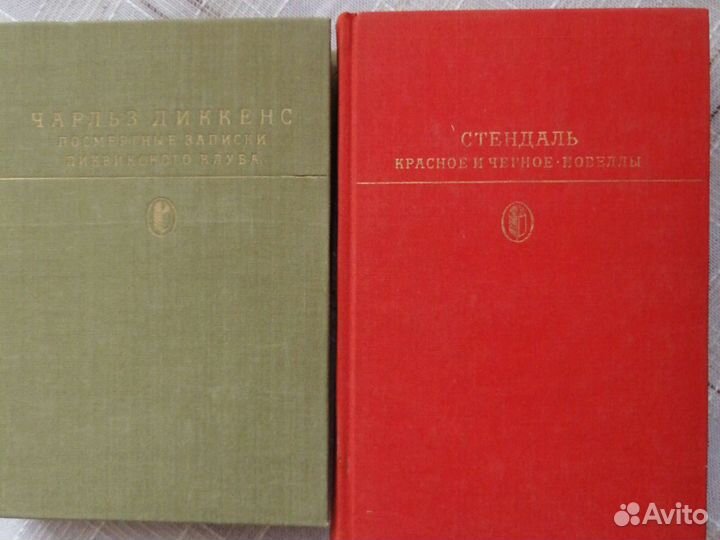 ЧАРЛЬЗ ДИККЕНС
ПОСМЕРТНЫЕ ЗАПИСКИ
ПИКВИКСКОГО КЛУБА
СТЕНДАЛЬ
КРАСНОЕ И ЧЕРНОЕ · НОВЕЛЛЫ
Avito